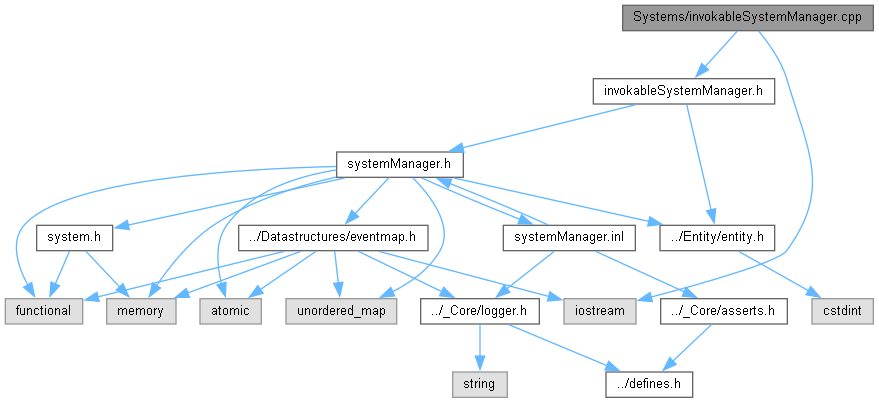 Systems/invokableSystemManager.cpp
invokableSystemManager.h
systemManager.h
system.h
../Datastructures/eventmap.h
systemManager.inl
../Entity/entity.h
functional
memory
atomic
unordered_map
../_Core/logger.h
iostream
../_Core/asserts.h
cstdint
string
../defines.h